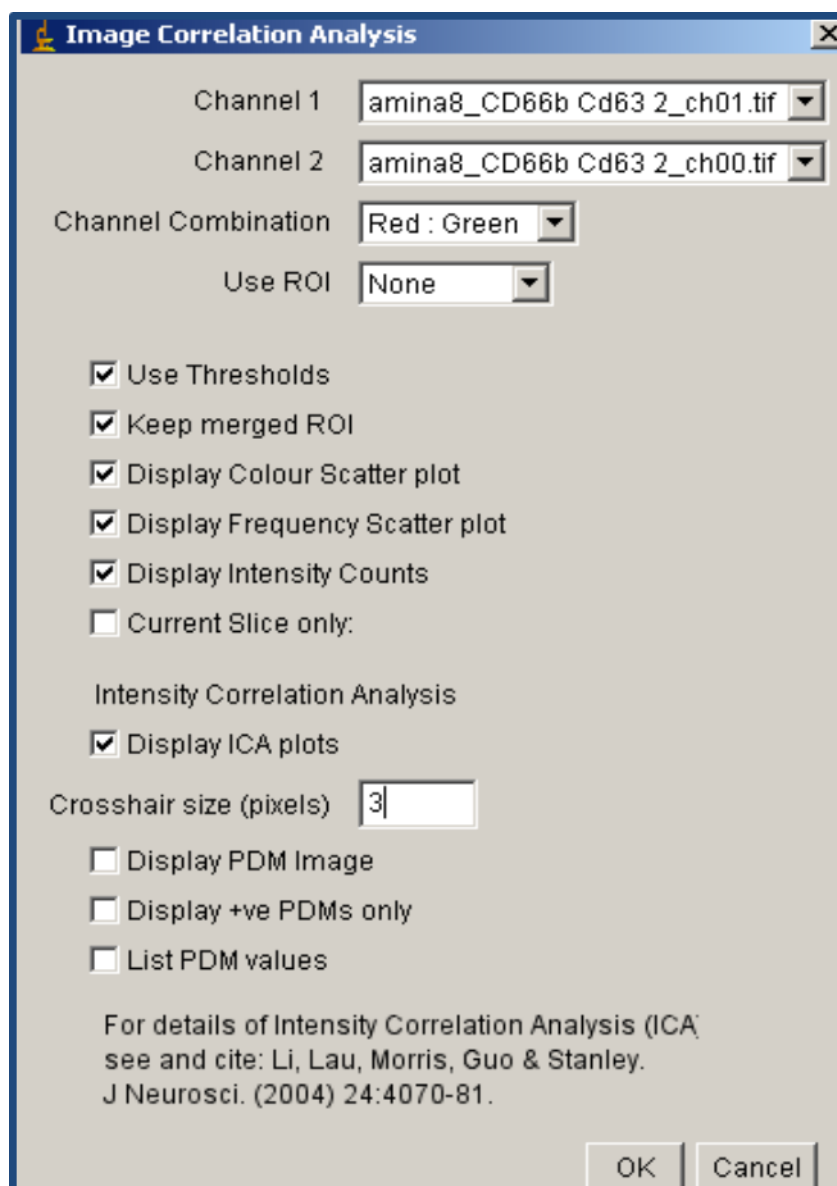 Image Correlation Analysis
Channel 1 amina8_CD66b Cd63 2_ch01.tif
Channel 2 amina8_CD66b Cd63 2_ch00.tif
Channel Combination Red : Green
Use ROI None
Use Thresholds
Keep merged ROI
Display Colour Scatter plot
Display Frequency Scatter plot
Display Intensity Counts
Current Slice only:
Intensity Correlation Analysis
Display ICA plots
Crosshair size (pixels) 3
Display PDM Image
Display +ve PDMs only
List PDM values
For details of Intensity Correlation Analysis (ICA)
see and cite: Li, Lau, Morris, Guo & Stanley.
J Neurosci. (2004) 24:4070-81.
OK Cancel